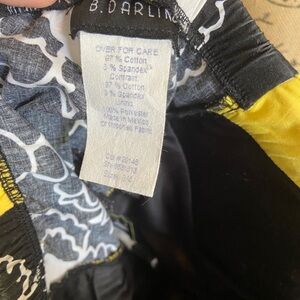 B. DARLIN
OVER FOR CARE
97 % Cotton
3 % Spandex
Contrast
97 % Cotton
3 % Spandex
Lining
100% Polyester
Made in Mexico
of Imported Fabric